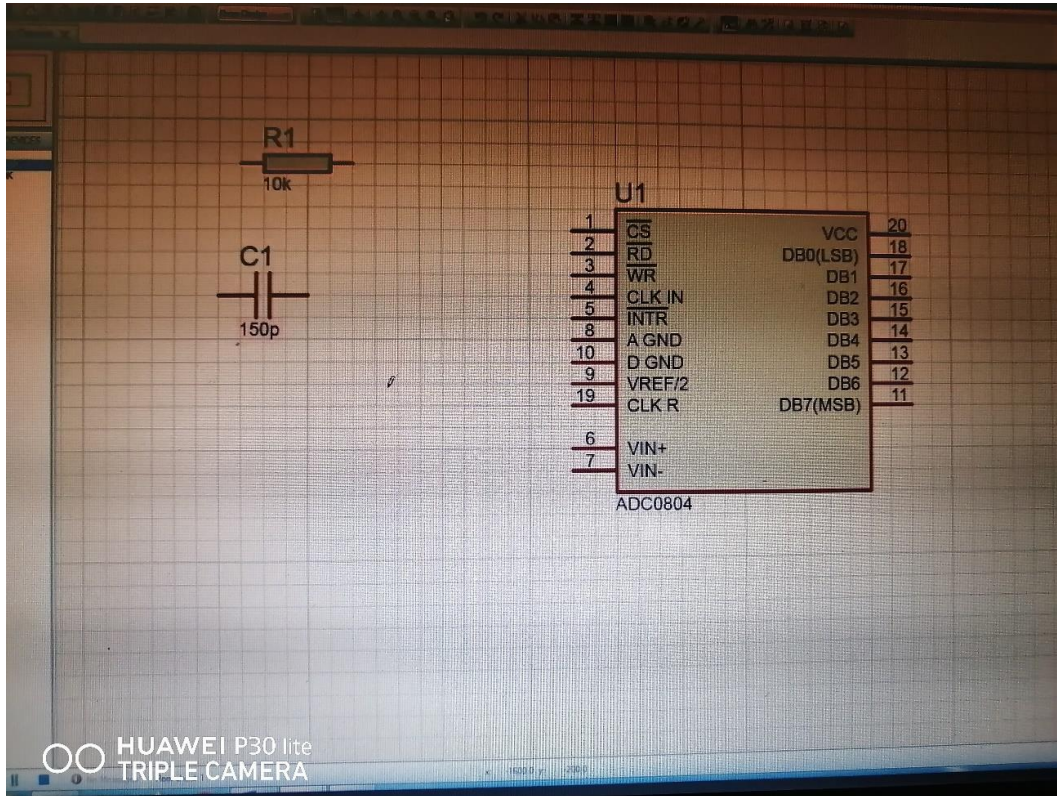 R1
10k
C1
150p
U1
1 CS VCC 20
2 RD DB0(LSB) 18
3 WR DB1 17
4 CLK IN DB2 16
5 INTR DB3 15
8 A GND DB4 14
10 D GND DB5 13
9 VREF/2 DB6 12
19 CLK R DB7(MSB) 11
6 VIN+
7 VIN-
ADC0804
HUAWEI P30 lite
TRIPLE CAMERA